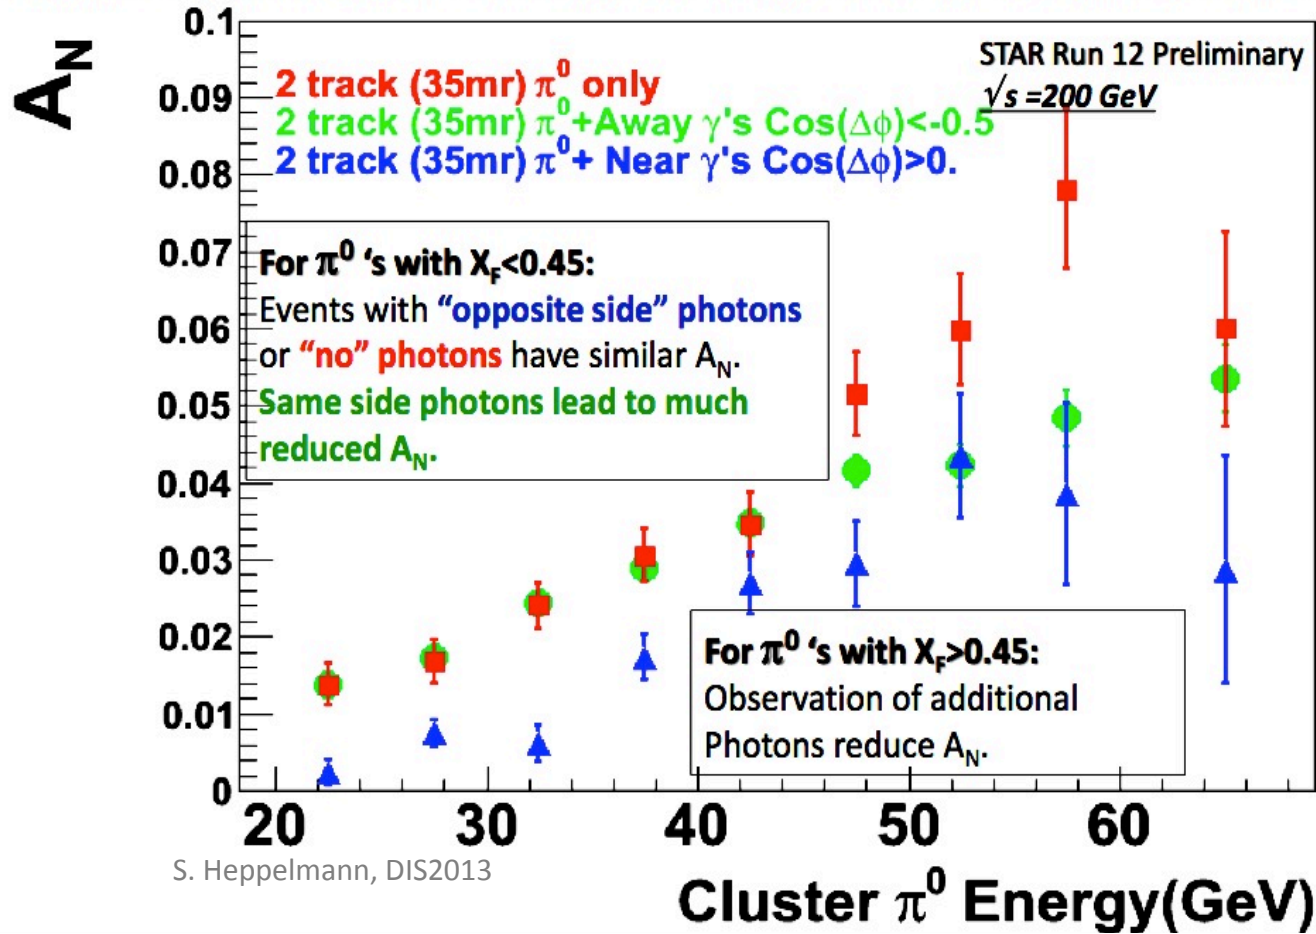 A_N
0.1
0.09
0.08
0.07
0.06
0.05
0.04
0.03
0.02
0.01
0
STAR Run 12 Preliminary
√s =200 GeV
2 track (35mr) π⁰ only
2 track (35mr) π⁰+Away γ's Cos(Δϕ)<-0.5
2 track (35mr) π⁰+ Near γ's Cos(Δϕ)>0.
For π⁰ 's with X_F<0.45:
Events with "opposite side" photons
or "no" photons have similar A_N.
Same side photons lead to much
reduced A_N.
For π⁰ 's with X_F>0.45:
Observation of additional
Photons reduce A_N.
20 30 40 50 60
S. Heppelmann, DIS2013
Cluster π⁰ Energy(GeV)